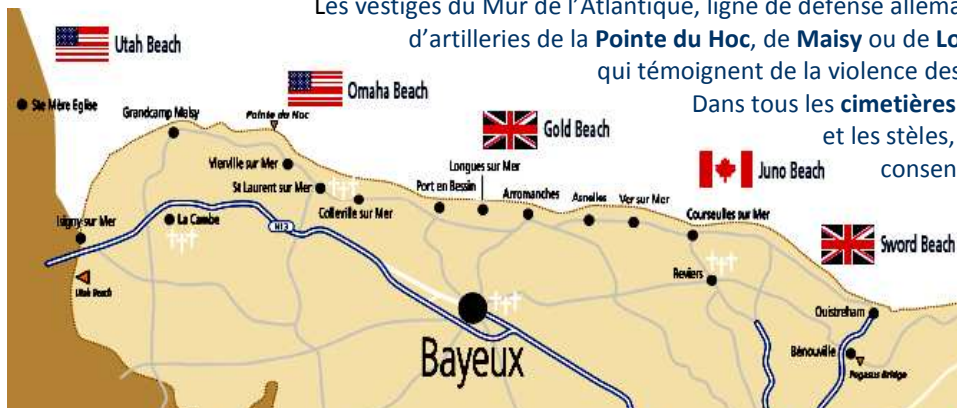 Les vestiges du Mur de l'Atlantique, ligne de défense allema
d'artilleries de la Pointe du Hoc, de Maisy ou de Lo
qui témoignent de la violence des
Dans tous les cimetières
et les stèles,
consen
Utah Beach
Omaha Beach
Gold Beach
Juno Beach
Sword Beach
Ste Mère Eglise
Grandcamp Maisy
Pointe du Hoc
Vierville sur Mer
St Laurent sur Mer
Colleville sur Mer
Port en Bessin
Longues sur Mer
Arromanches
Asnelles
Ver sur Mer
Courseulles sur Mer
Isigny sur Mer
La Cambe
N13
Utah Beach
Reviers
Ouistreham
Bénouville
Pegasus Bridge
Bayeux